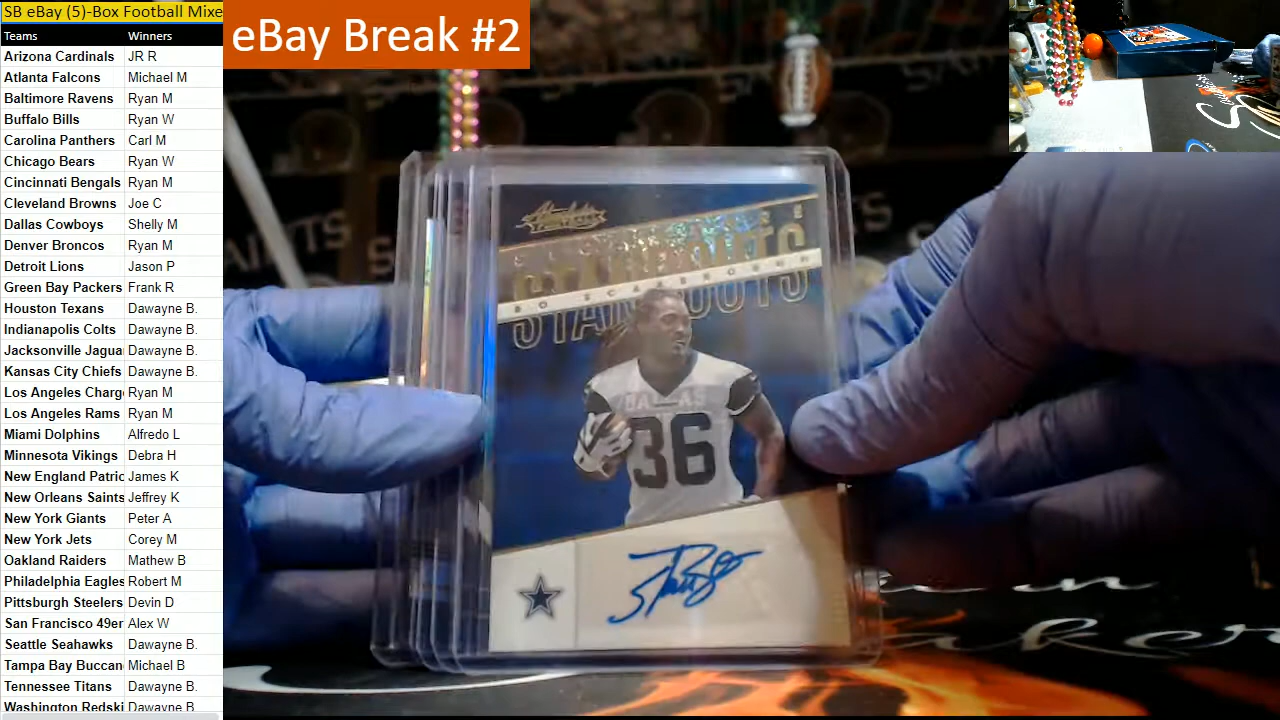 SB eBay (5)-Box Football Mixe
Teams Winners
Arizona Cardinals JR R
Atlanta Falcons Michael M
Baltimore Ravens Ryan M
Buffalo Bills Ryan W
Carolina Panthers Carl M
Chicago Bears Ryan W
Cincinnati Bengals Ryan M
Cleveland Browns Joe C
Dallas Cowboys Shelly M
Denver Broncos Ryan M
Detroit Lions Jason P
Green Bay Packers Frank R
Houston Texans Dawayne B.
Indianapolis Colts Dawayne B.
Jacksonville Jagua Dawayne B.
Kansas City Chiefs Dawayne B.
Los Angeles Charg Ryan M
Los Angeles Rams Ryan M
Miami Dolphins Alfredo L
Minnesota Vikings Debra H
New England Patric James K
New Orleans Saints Jeffrey K
New York Giants Peter A
New York Jets Corey M
Oakland Raiders Mathew B
Philadelphia Eagles Robert M
Pittsburgh Steelers Devin D
San Francisco 49er Alex W
Seattle Seahawks Dawayne B.
Tampa Bay Buccan Michael B
Tennessee Titans Dawayne B.
Washington Redski Dawayne B
eBay Break #2
Absolute
STANDOUTS
BO SCARBROUGH
DALLAS
36